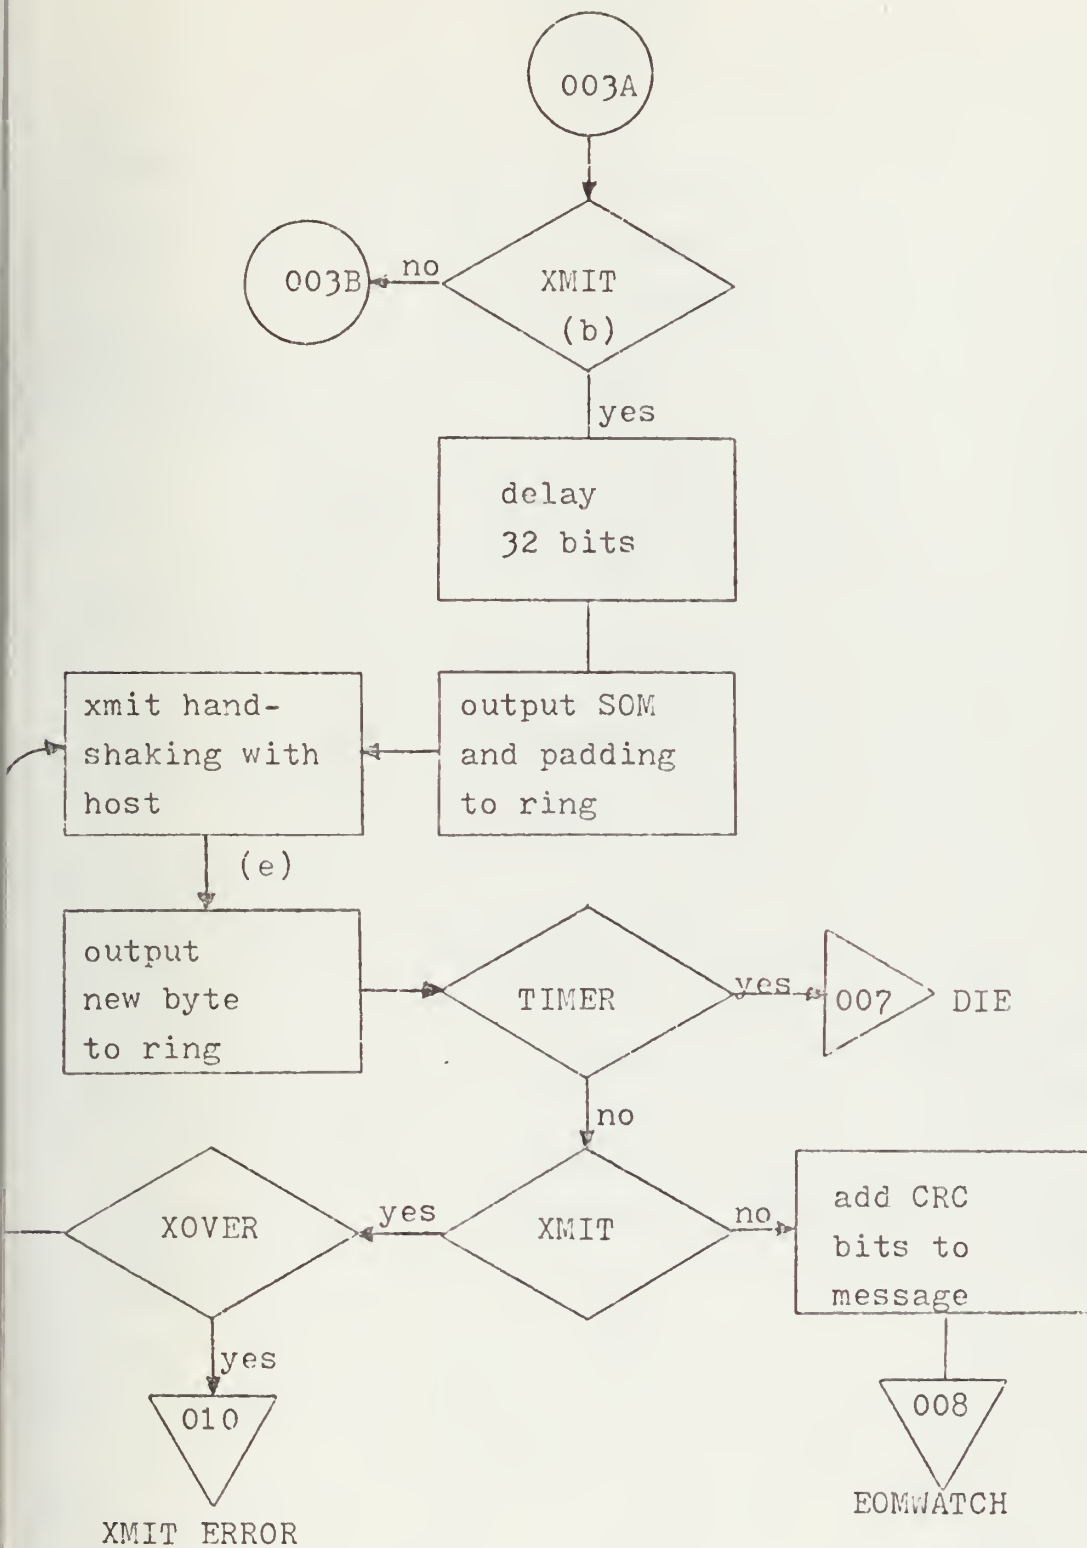 003A
003B
no
XMIT
(b)
yes
delay
32 bits
xmit hand-
shaking with
host
output SOM
and padding
to ring
(e)
output
new byte
to ring
TIMER
yes
007
DIE
no
XOVER
yes
XMIT
no
add CRC
bits to
message
yes
010
XMIT ERROR
008
EOMWATCH